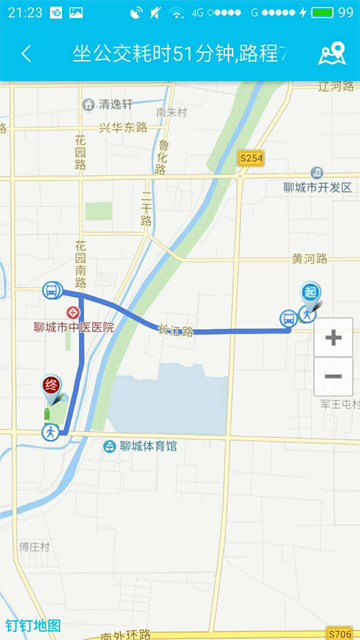 21:23
4G
G
99
坐公交耗时51分钟,路程7
辽河路
清逸轩
南朱村
兴华东路
花园路
鲁化路
S254
聊城市开发区
二干路
花园南路
黄河路
起
聊城市中医医院
长江路
+
终
−
军王屯村
聊城体育馆
傅庄村
钉钉地图
南外环路
S706